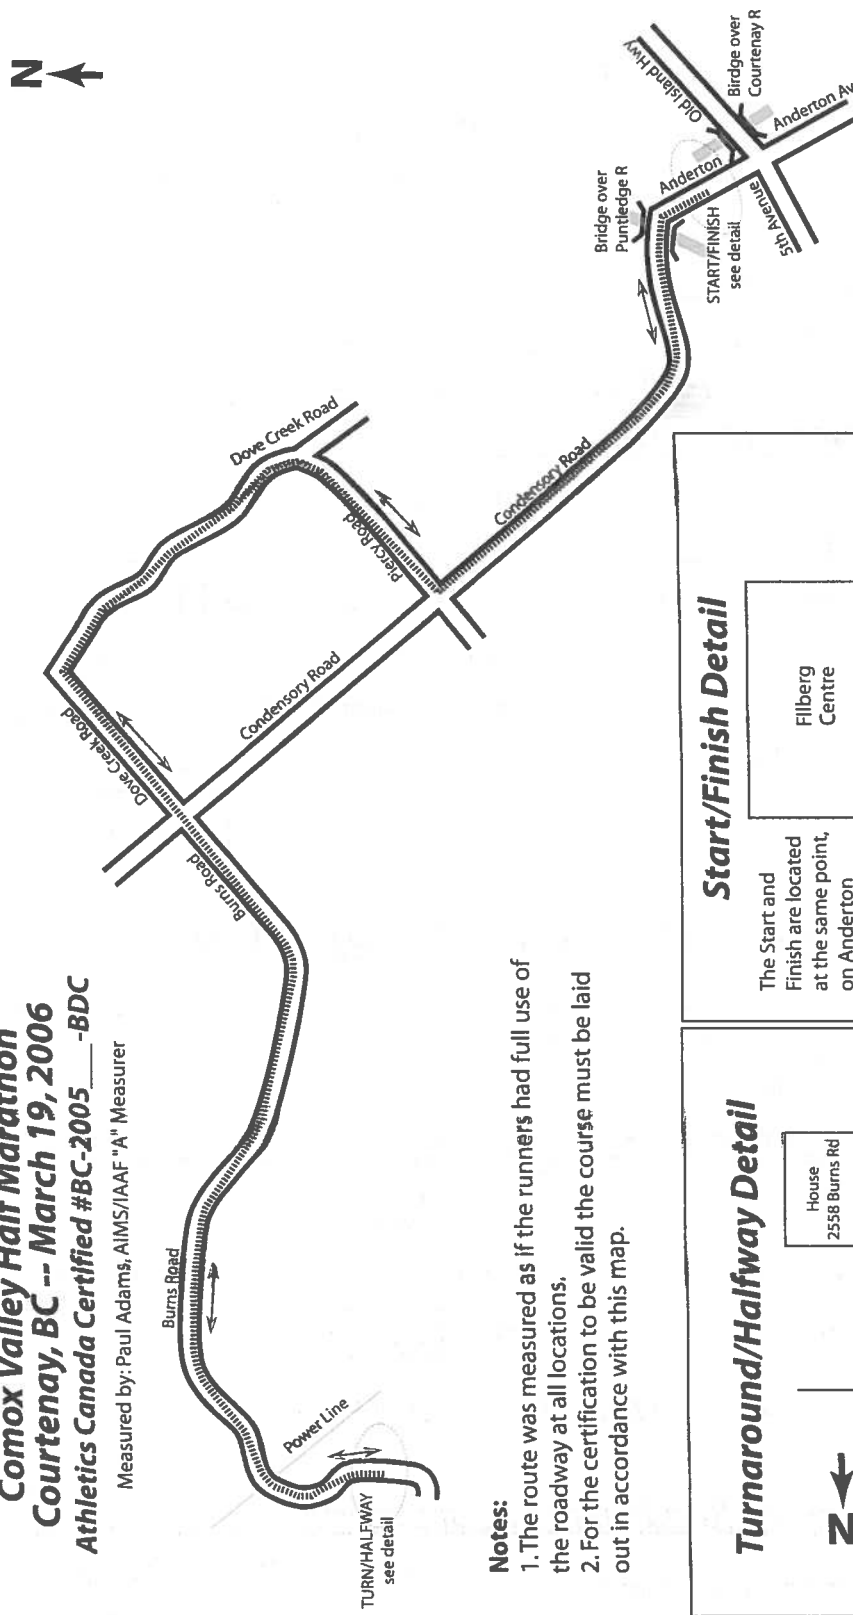 Comox Valley Half Marathon
Courtenay, BC -- March 19, 2006
Athletics Canada Certified #BC-2005___-BDC
Measured by: Paul Adams, AIMS/IAAF "A" Measurer
N
Burns Road
Power Line
TURN/HALFWAY
see detail
Burns Road
Dove Creek Road
Condensory Road
Dove Creek Road
Piercy Road
Condensory Road
Bridge over
Puntledge R
START/FINISH
see detail
Anderton
5th Avenue
Old Island Hwy
Birdge over
Courtenay R
Anderton Av
Notes:
1. The route was measured as if the runners had full use of
the roadway at all locations.
2. For the certification to be valid the course must be laid
out in accordance with this map.
Turnaround/Halfway Detail
N
House
2558 Burns Rd
Start/Finish Detail
The Start and
Finish are located
at the same point,
on Anderton
Filberg
Centre